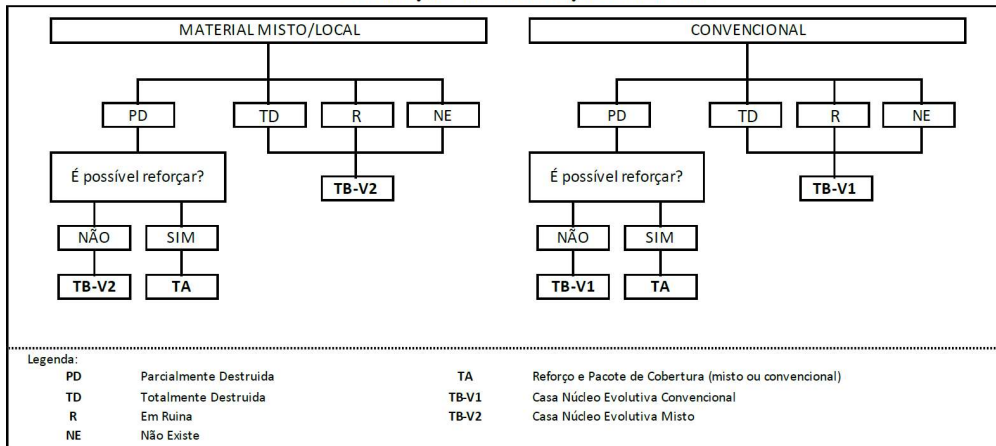 MATERIAL MISTO/LOCAL
PD TD R NE
É possível reforçar?
TB-V2
NÃO SIM
TB-V2 TA
CONVENCIONAL
PD TD R NE
É possível reforçar?
TB-V1
NÃO SIM
TB-V1 TA
Legenda:
PD Parcialmente Destruida
TD Totalmente Destruida
R Em Ruina
NE Não Existe
TA Reforço e Pacote de Cobertura (misto ou convencional)
TB-V1 Casa Núcleo Evolutiva Convencional
TB-V2 Casa Núcleo Evolutiva Misto